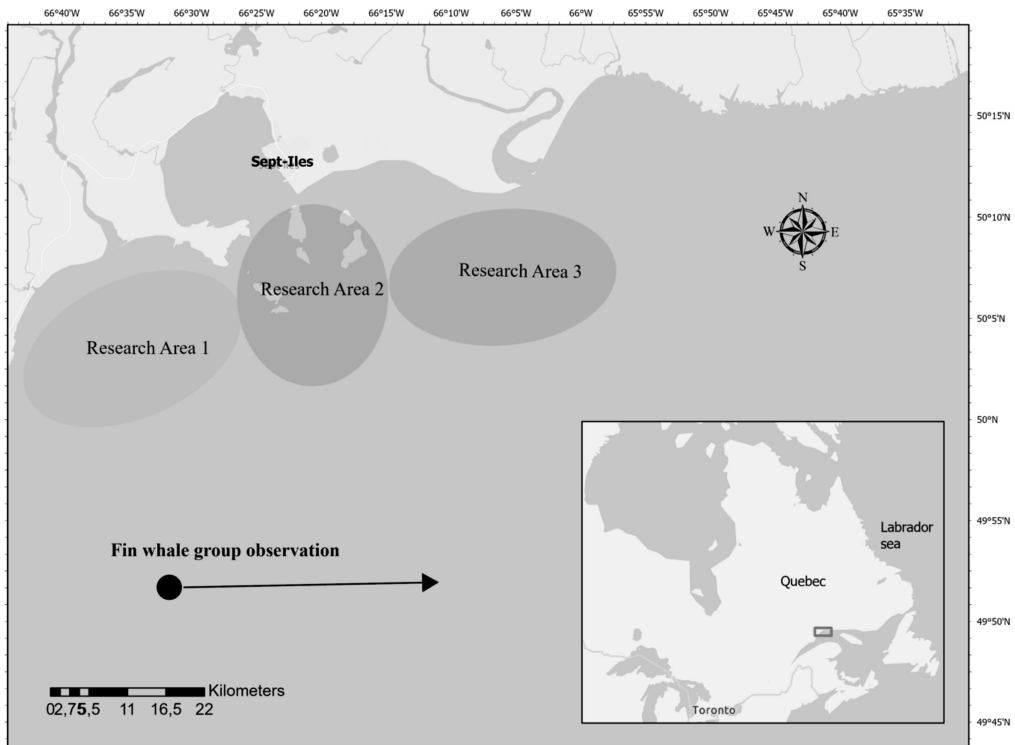 66°40'W 66°35'W 66°30'W 66°25'W 66°20'W 66°15'W 66°10'W 66°5'W 66°W 65°55'W 65°50'W 65°45'W 65°40'W 65°35'W
50°15'N
Sept-Iles
N
50°10'N
W E
S
Research Area 3
Research Area 2
50°5'N
Research Area 1
50°N
49°55'N
Labrador
sea
Fin whale group observation
Quebec
49°50'N
Kilometers
02,755,5 11 16,5 22
Toronto
49°45'N